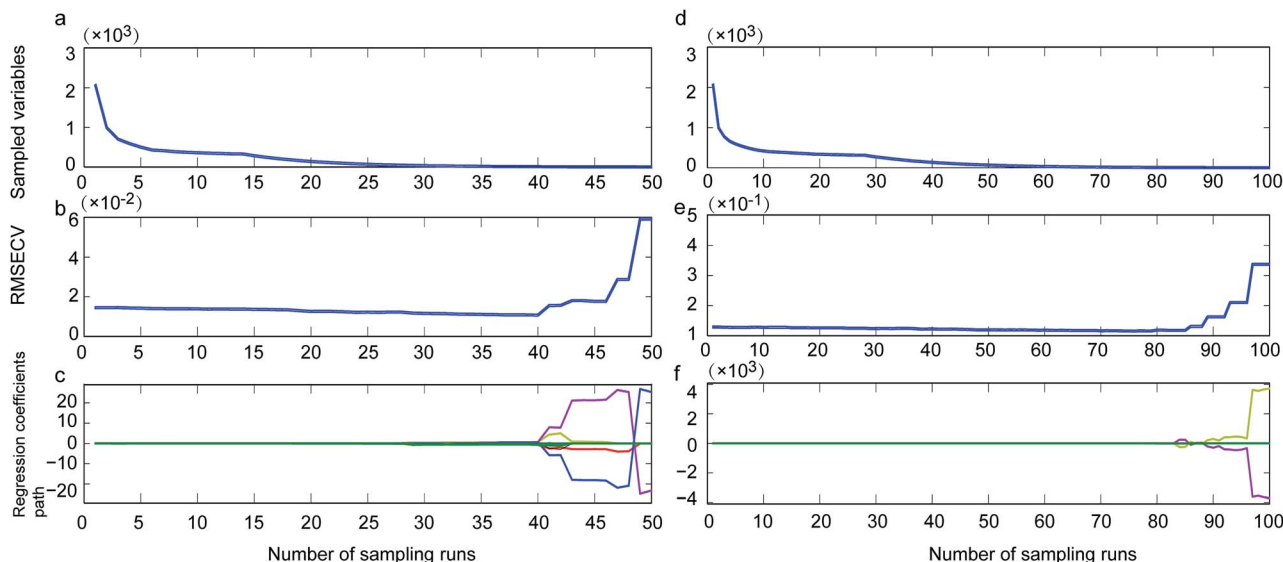 a
(×10³)
Sampled variables
3
2
1
0
0 5 10 15 20 25 30 35 40 45 50
b (×10⁻²)
RMSECV
6
4
2
0
0 5 10 15 20 25 30 35 40 45 50
c
Regression coefficients
path
20
10
0
−10
−20
0 5 10 15 20 25 30 35 40 45 50
Number of sampling runs
d
(×10³)
3
2
1
0
0 10 20 30 40 50 60 70 80 90 100
e (×10⁻¹)
5
4
3
2
1
0 10 20 30 40 50 60 70 80 90 100
f (×10³)
4
2
0
−2
−4
0 10 20 30 40 50 60 70 80 90 100
Number of sampling runs